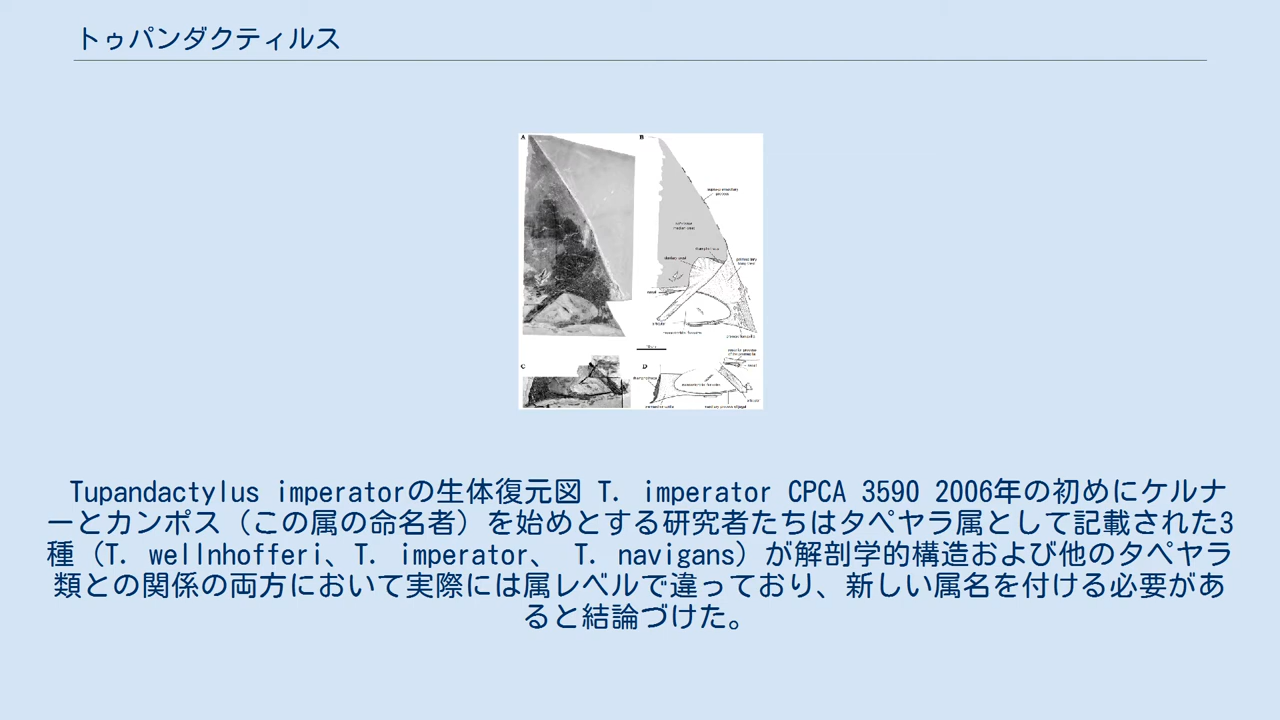 トゥパンダクティルス
A
B
C
D
Tupandactylus imperatorの生体復元図 T. imperator CPCA 3590 2006年の初めにケルナ
ーとカンポス（この属の命名者）を始めとする研究者たちはタペヤラ属として記載された3
種（T. wellnhofferi、T. imperator、 T. navigans）が解剖学的構造および他のタペヤラ
類との関係の両方において実際には属レベルで違っており、新しい属名を付ける必要があ
ると結論づけた。